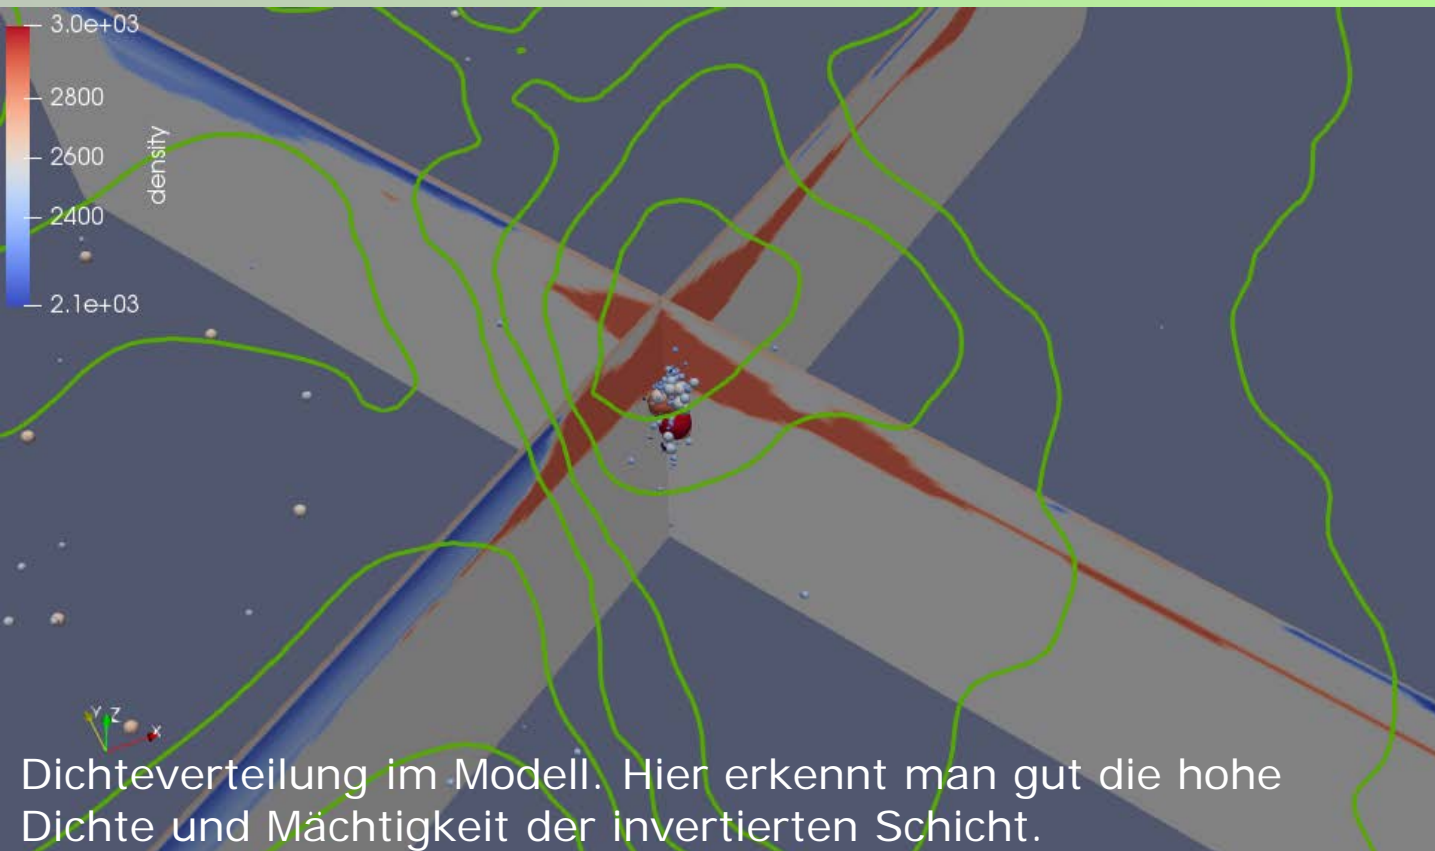 3.0e+03
2800
2600
2400
2.1e+03
density
Y Z X
Dichteverteilung im Modell. Hier erkennt man gut die hohe
Dichte und Mächtigkeit der invertierten Schicht.